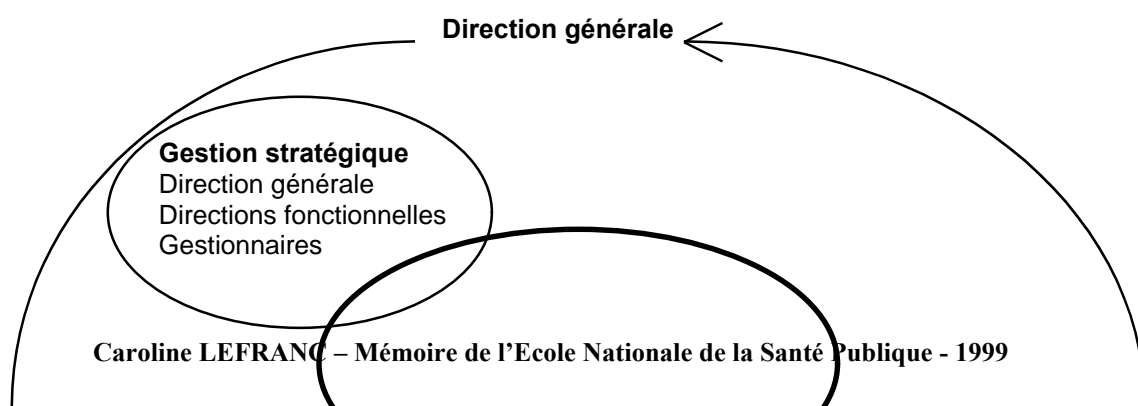 Direction générale
Gestion stratégique
Direction générale
Directions fonctionnelles
Gestionnaires
Caroline LEFRANC – Mémoire de l’Ecole Nationale de la Santé Publique - 1999